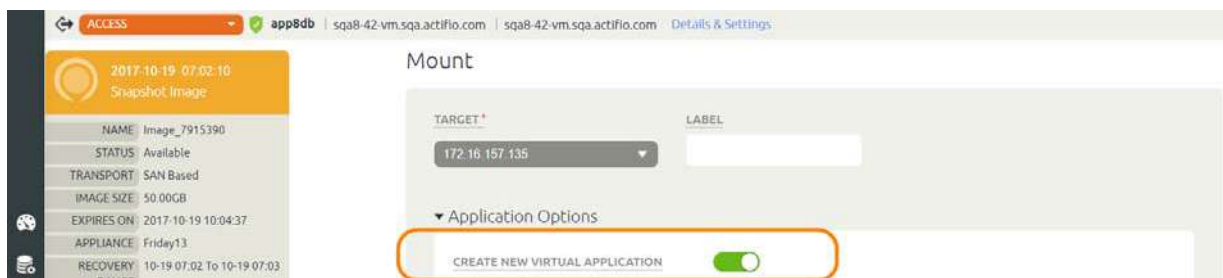 ACCESS app8db sqa8-42-vm.sqa.actifio.com sqa8-42-vm.sqa.actifio.com Details & Settings
2017-10-19 07:02:10
Snapshot Image
NAME Image_7915390
STATUS Available
TRANSPORT SAN Based
IMAGE SIZE 50.00GB
EXPIRES ON 2017-10-19 10:04:37
APPLIANCE Friday13
RECOVERY 10-19 07:02 To 10-19 07:03
Mount
TARGET* LABEL
172.16.157.135
Application Options
CREATE NEW VIRTUAL APPLICATION